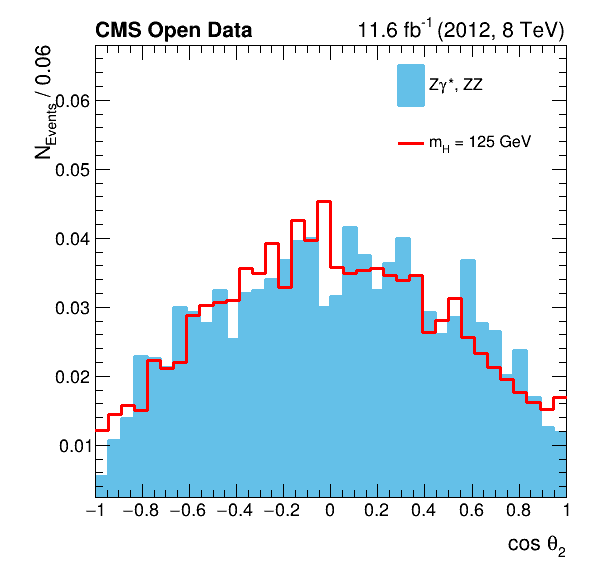 CMS Open Data 11.6 fb⁻¹ (2012, 8 TeV)
N_Events / 0.06
Zγ*, ZZ
m_H = 125 GeV
0.06
0.05
0.04
0.03
0.02
0.01
−1 −0.8 −0.6 −0.4 −0.2 0 0.2 0.4 0.6 0.8 1
cos θ₂